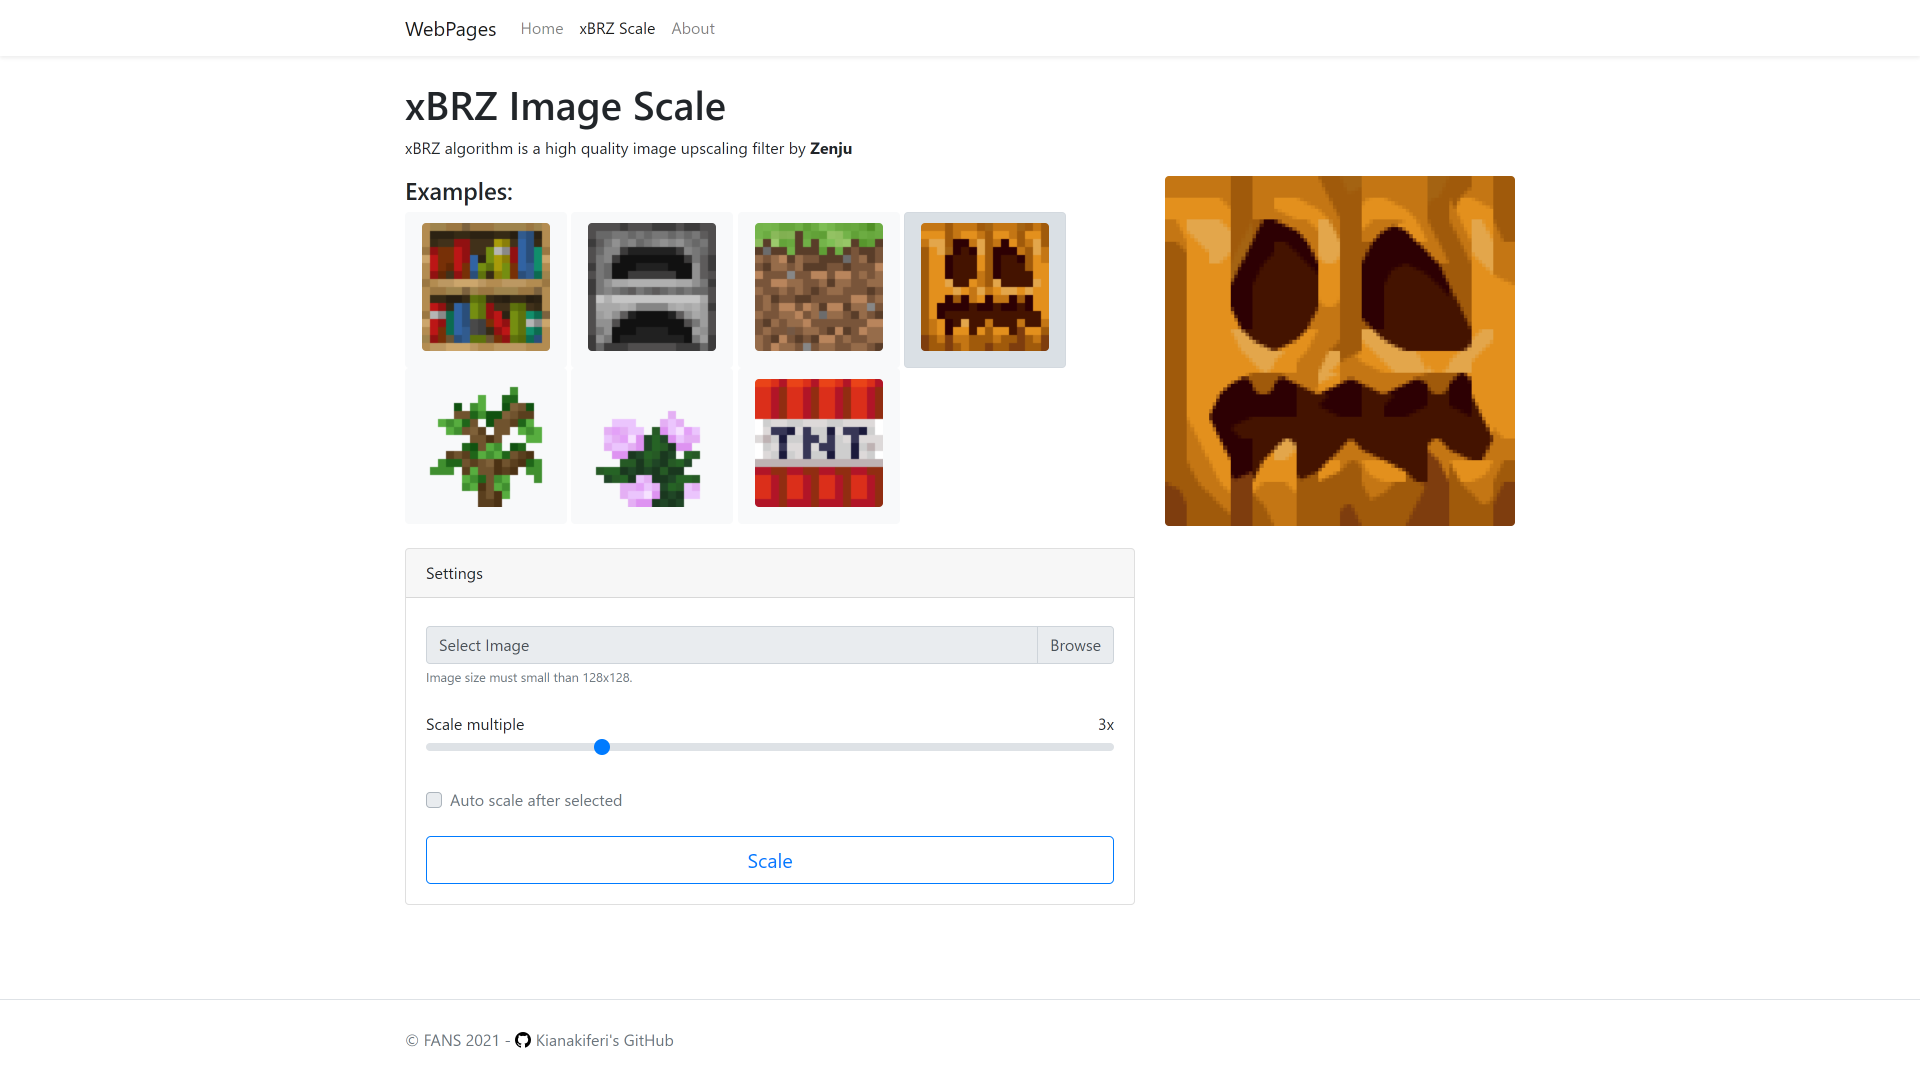 WebPages Home xBRZ Scale About
xBRZ Image Scale
xBRZ algorithm is a high quality image upscaling filter by Zenju
Examples:
TNT
Settings
Select Image Browse
Image size must small than 128x128.
Scale multiple 3x
Auto scale after selected
Scale
© FANS 2021 - Kianakiferi's GitHub